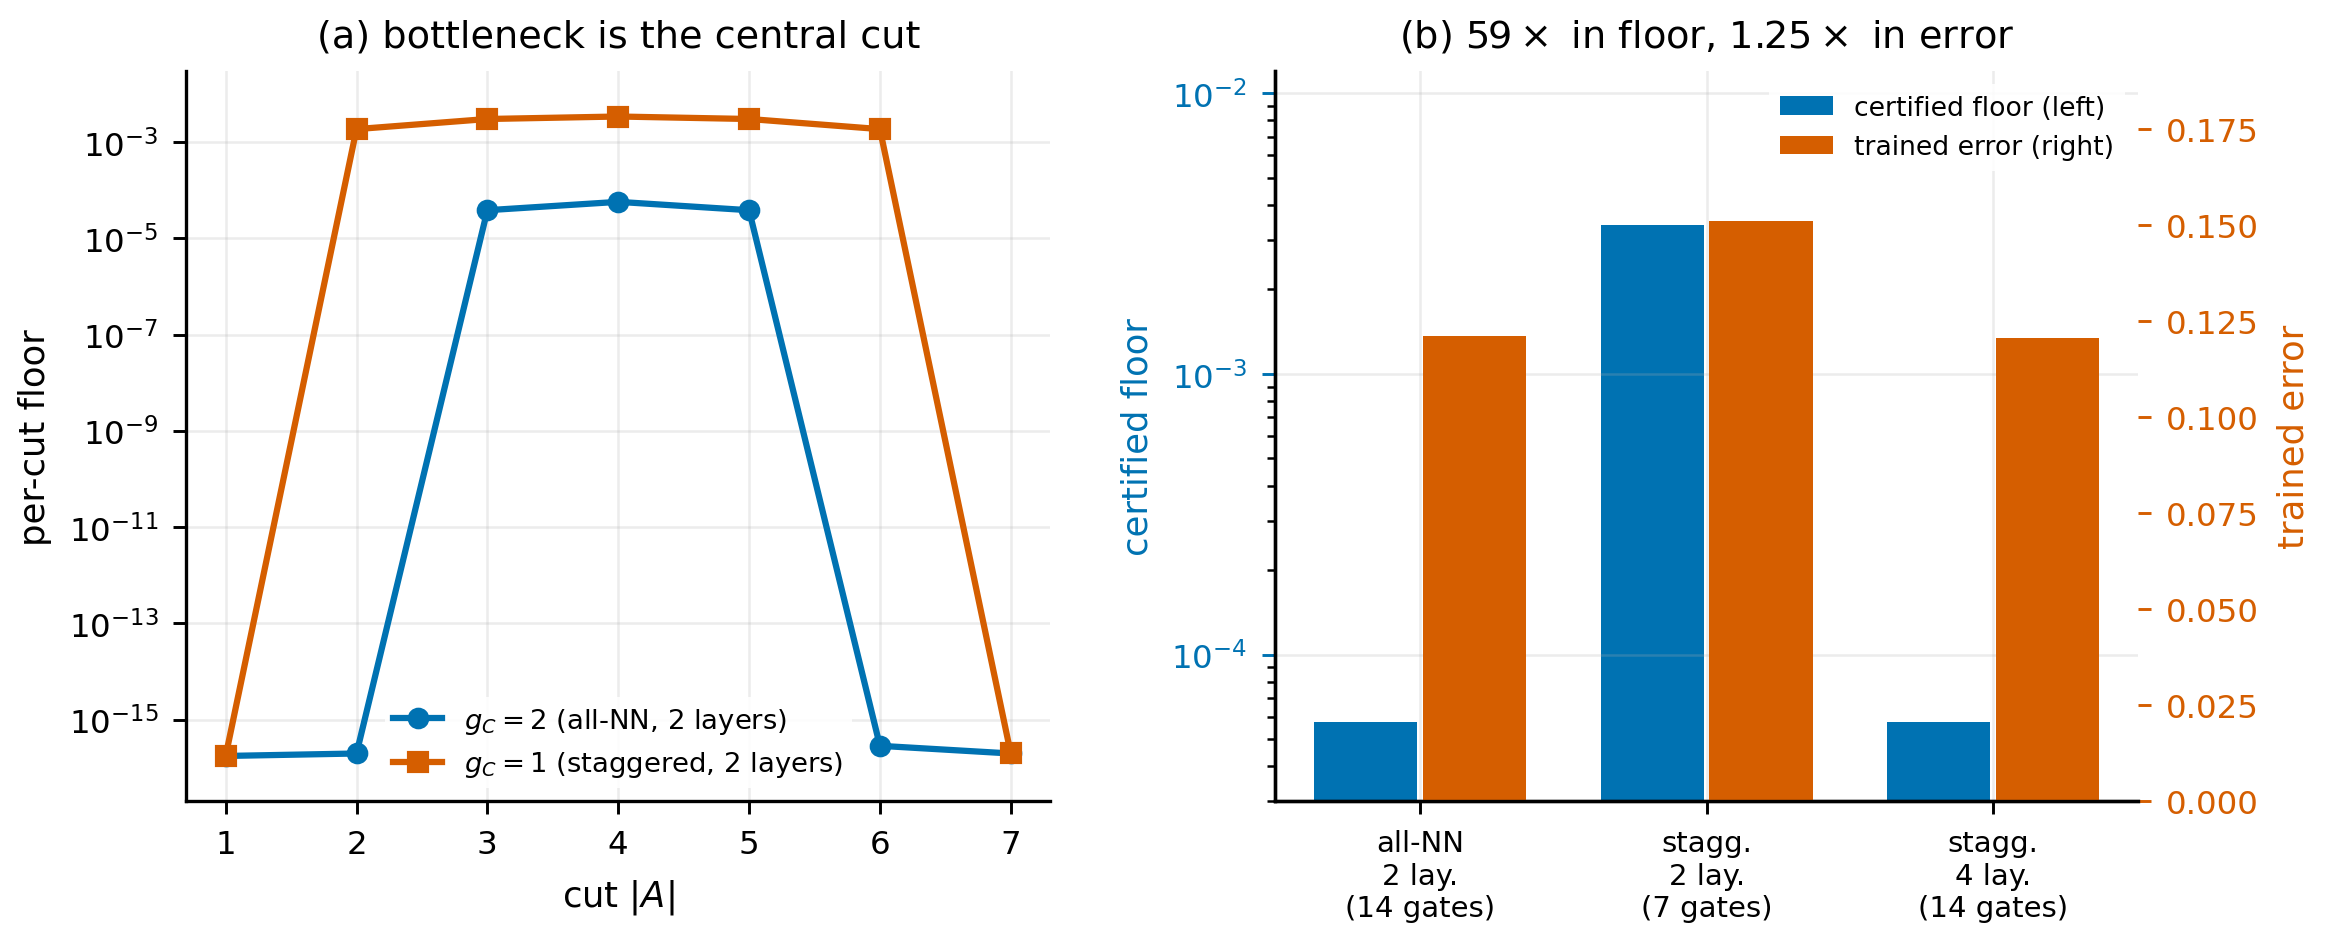 (a) bottleneck is the central cut
per-cut floor
10⁻³
10⁻⁵
10⁻⁷
10⁻⁹
10⁻¹¹
10⁻¹³
10⁻¹⁵
g_C = 2 (all-NN, 2 layers)
g_C = 1 (staggered, 2 layers)
1 2 3 4 5 6 7
cut |A|
(b) 59 × in floor, 1.25 × in error
certified floor
10⁻²
10⁻³
10⁻⁴
certified floor (left)
trained error (right)
0.175
0.150
0.125
0.100
0.075
0.050
0.025
0.000
trained error
all-NN
2 lay.
(14 gates)
stagg.
2 lay.
(7 gates)
stagg.
4 lay.
(14 gates)